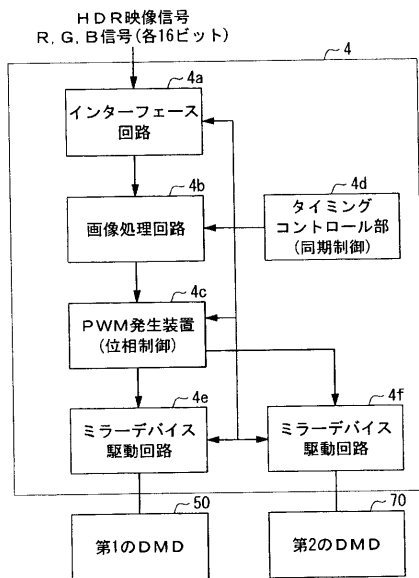 HDR映像信号
R, G, B信号(各16ビット)
4
4a
インターフェース
回路
4b
画像処理回路
4d
タイミング
コントロール部
(同期制御)
4c
PWM発生装置
(位相制御)
4e
ミラーデバイス
駆動回路
4f
ミラーデバイス
駆動回路
50
第1のDMD
70
第2のDMD